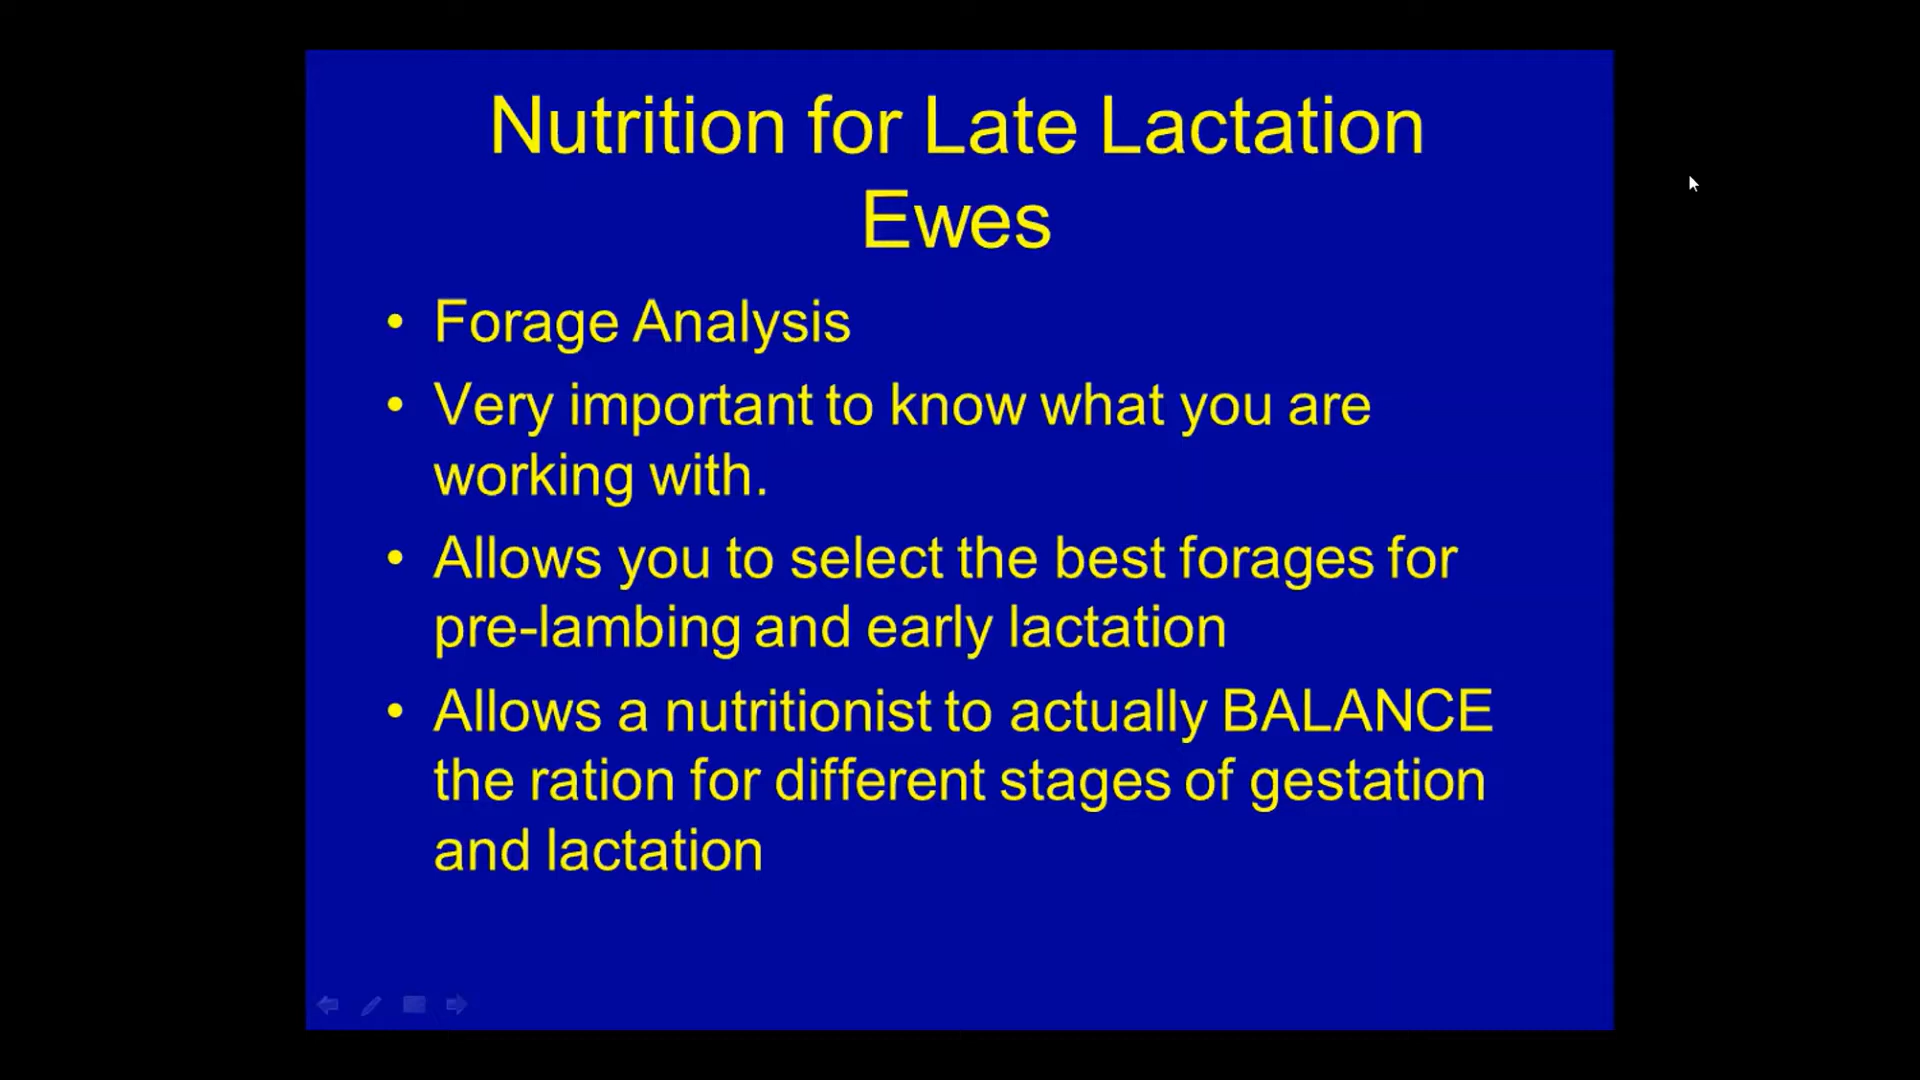 Nutrition for Late Lactation
Ewes
• Forage Analysis
• Very important to know what you are
working with.
• Allows you to select the best forages for
pre-lambing and early lactation
• Allows a nutritionist to actually BALANCE
the ration for different stages of gestation
and lactation